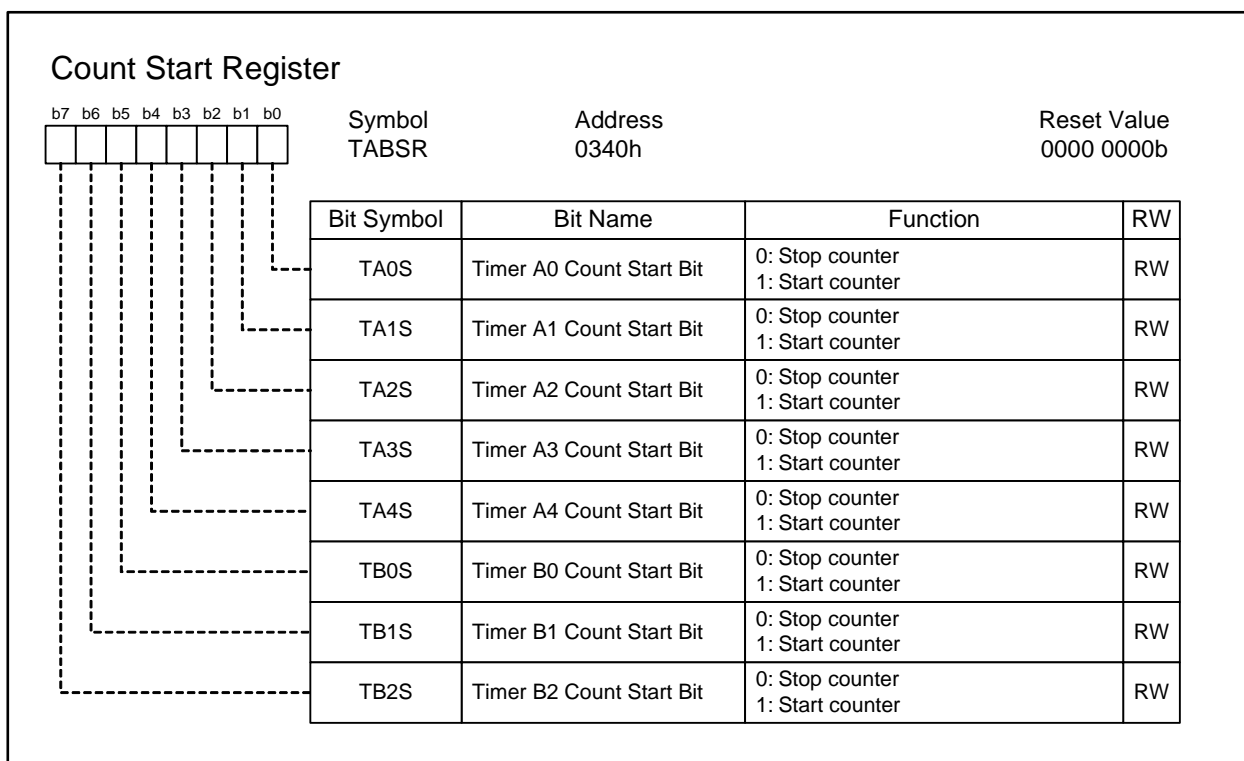 Count Start Register
b7 b6 b5 b4 b3 b2 b1 b0
Symbol Address Reset Value
TABSR 0340h 0000 0000b
Bit Symbol Bit Name Function RW
TA0S Timer A0 Count Start Bit 0: Stop counter
1: Start counter RW
TA1S Timer A1 Count Start Bit 0: Stop counter
1: Start counter RW
TA2S Timer A2 Count Start Bit 0: Stop counter
1: Start counter RW
TA3S Timer A3 Count Start Bit 0: Stop counter
1: Start counter RW
TA4S Timer A4 Count Start Bit 0: Stop counter
1: Start counter RW
TB0S Timer B0 Count Start Bit 0: Stop counter
1: Start counter RW
TB1S Timer B1 Count Start Bit 0: Stop counter
1: Start counter RW
TB2S Timer B2 Count Start Bit 0: Stop counter
1: Start counter RW